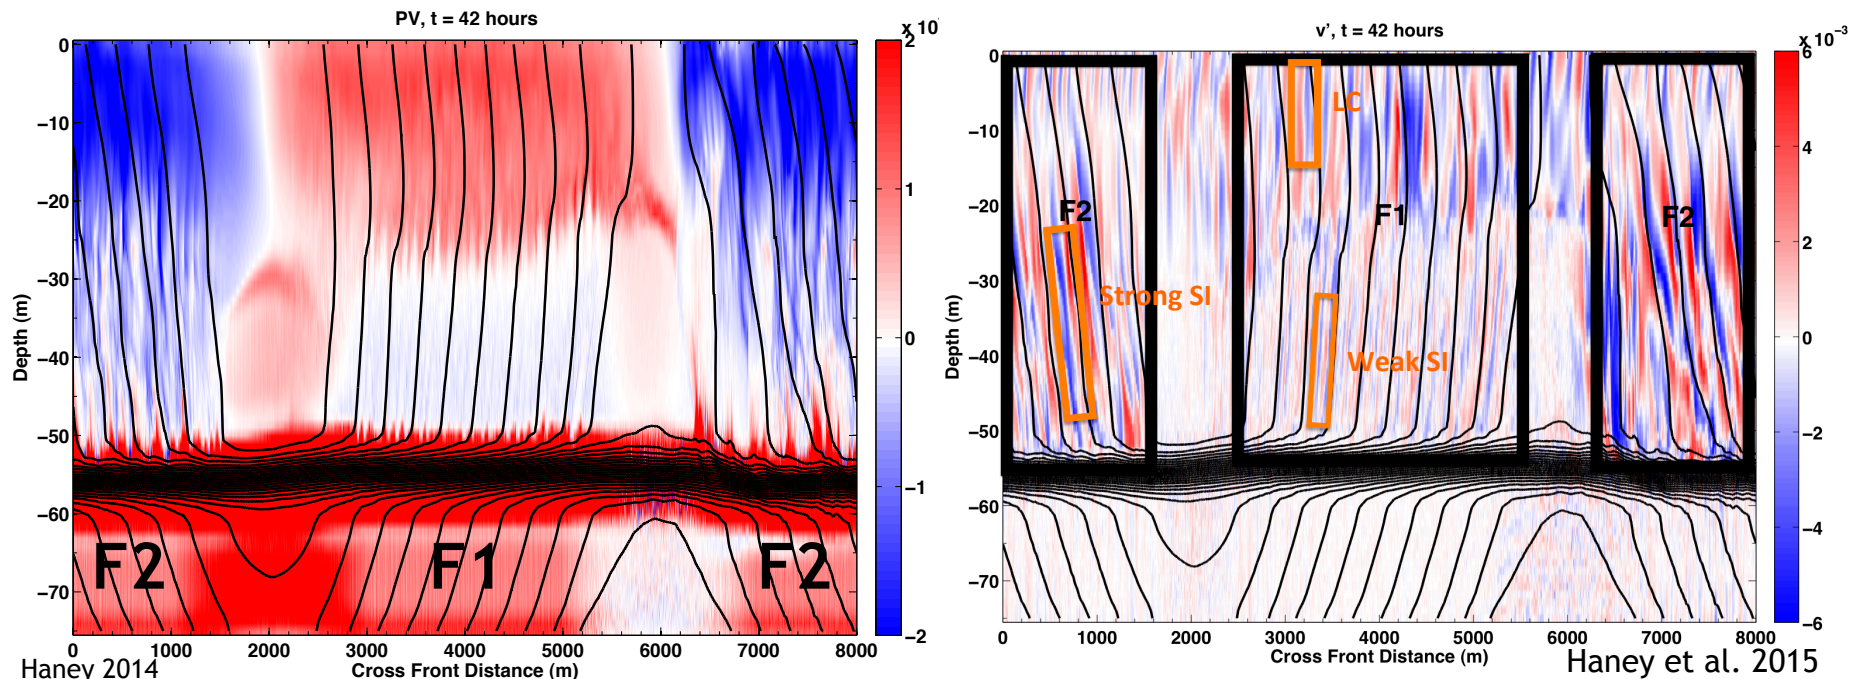 PV, t = 42 hours
x 10
2
1
0
−1
−2
0
−10
−20
−30
−40
−50
−60
−70
Depth (m)
F2
F1
F2
0
1000
2000
3000
4000
5000
6000
7000
8000
Cross Front Distance (m)
Haney 2014
v', t = 42 hours
x 10⁻³
6
4
2
0
−2
−4
−6
0
−10
−20
−30
−40
−50
−60
−70
Depth (m)
LC
F2
F1
F2
Strong SI
Weak SI
0
1000
2000
3000
4000
5000
6000
7000
8000
Cross Front Distance (m)
Haney et al. 2015